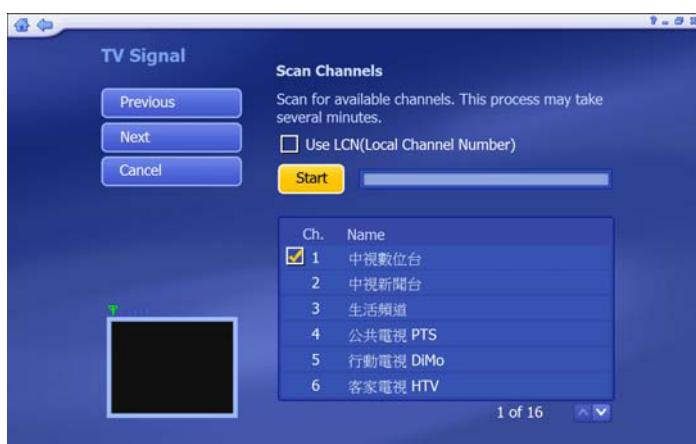 TV Signal
Previous
Next
Cancel
Scan Channels
Scan for available channels. This process may take
several minutes.
Use LCN(Local Channel Number)
Start
Ch. Name
1 中視數位台
2 中視新聞台
3 生活頻道
4 公共電視 PTS
5 行動電視 DiMo
6 客家電視 HTV
1 of 16